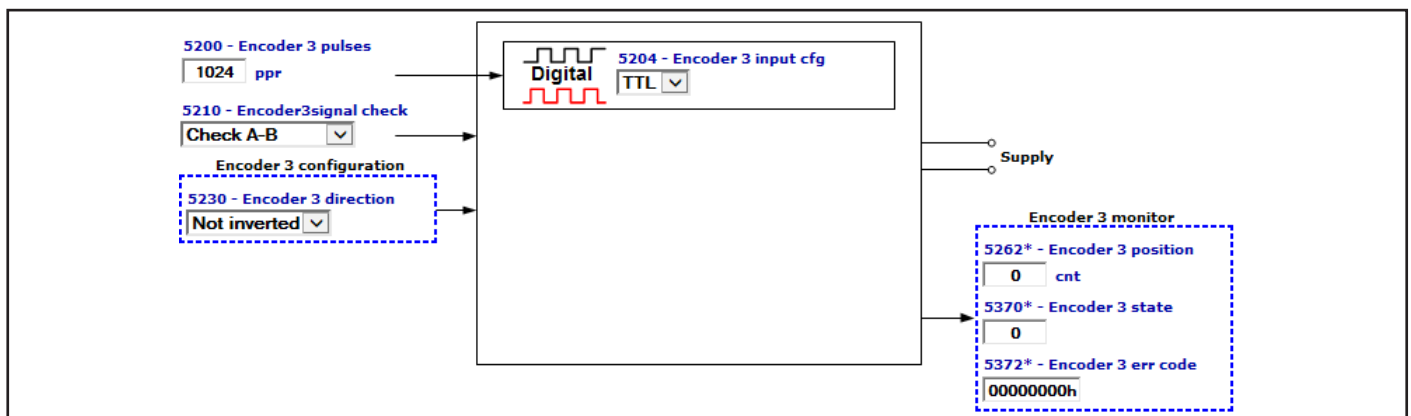 5200 - Encoder 3 pulses
1024 ppr
5210 - Encoder3signal check
Check A-B
Encoder 3 configuration
5230 - Encoder 3 direction
Not inverted
Digital
5204 - Encoder 3 input cfg
TTL
Supply
Encoder 3 monitor
5262* - Encoder 3 position
0 cnt
5370* - Encoder 3 state
0
5372* - Encoder 3 err code
00000000h